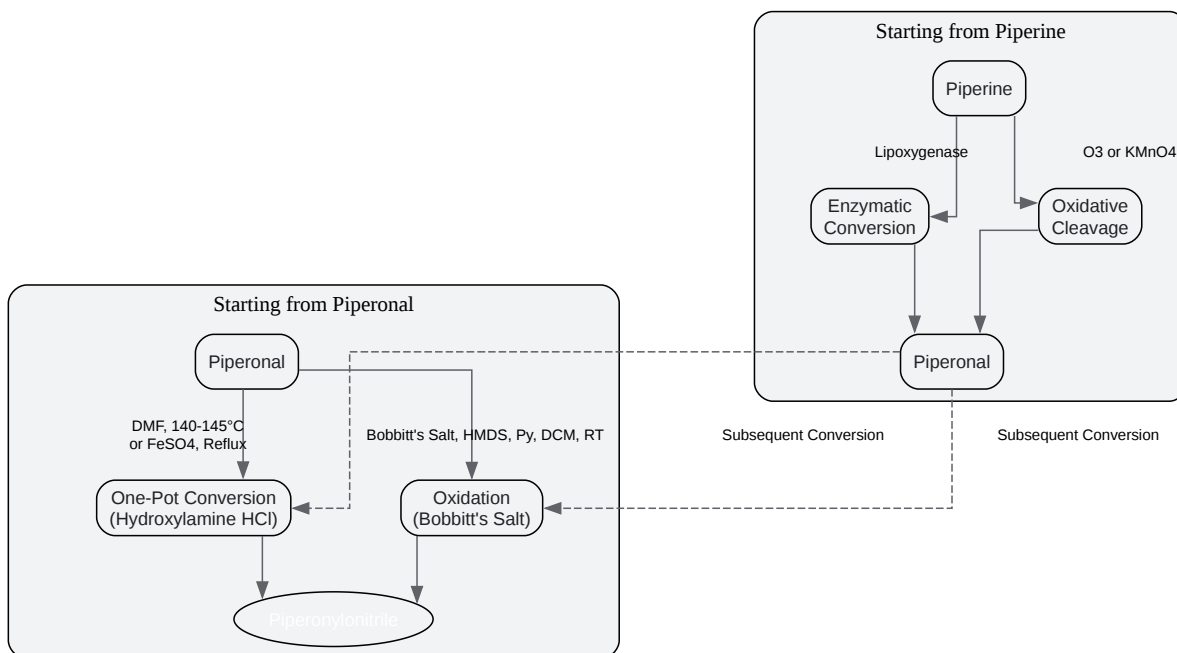 Starting from Piperine
Piperine
Lipoxygenase
O3 or KMnO4
Enzymatic
Conversion
Oxidative
Cleavage
Piperonal
Starting from Piperonal
Piperonal
DMF, 140-145°C
or FeSO4, Reflux
Bobbitt's Salt, HMDS, Py, DCM, RT
Subsequent Conversion
Subsequent Conversion
One-Pot Conversion
(Hydroxylamine HCl)
Oxidation
(Bobbitt's Salt)
Piperonylonitrile